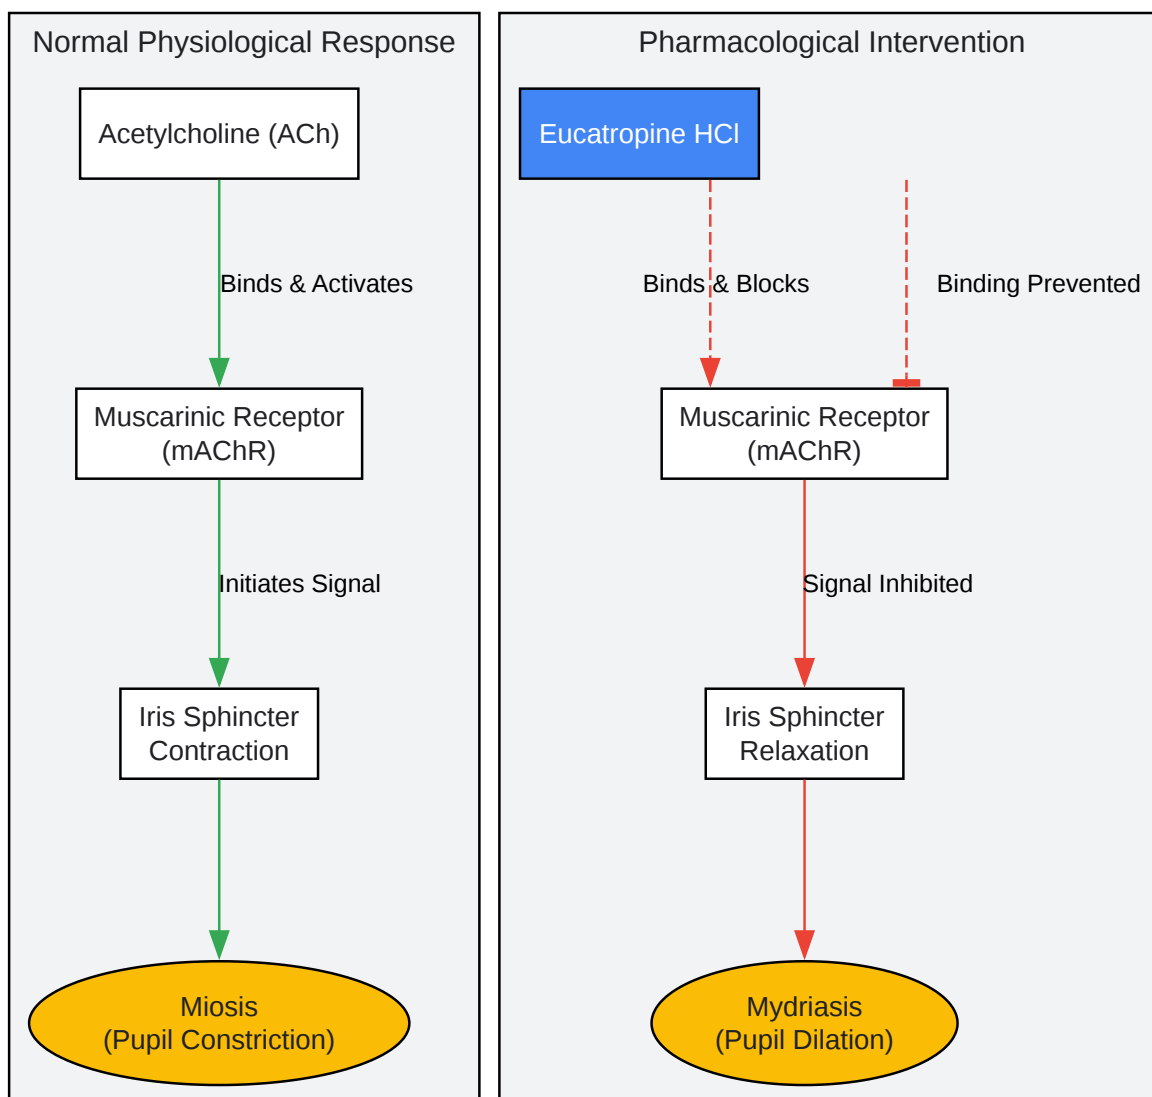 Normal Physiological Response
Acetylcholine (ACh)
Binds & Activates
Muscarinic Receptor
(mAChR)
Initiates Signal
Iris Sphincter
Contraction
Miosis
(Pupil Constriction)
Pharmacological Intervention
Eucatropine HCl
Binds & Blocks
Binding Prevented
Muscarinic Receptor
(mAChR)
Signal Inhibited
Iris Sphincter
Relaxation
Mydriasis
(Pupil Dilation)